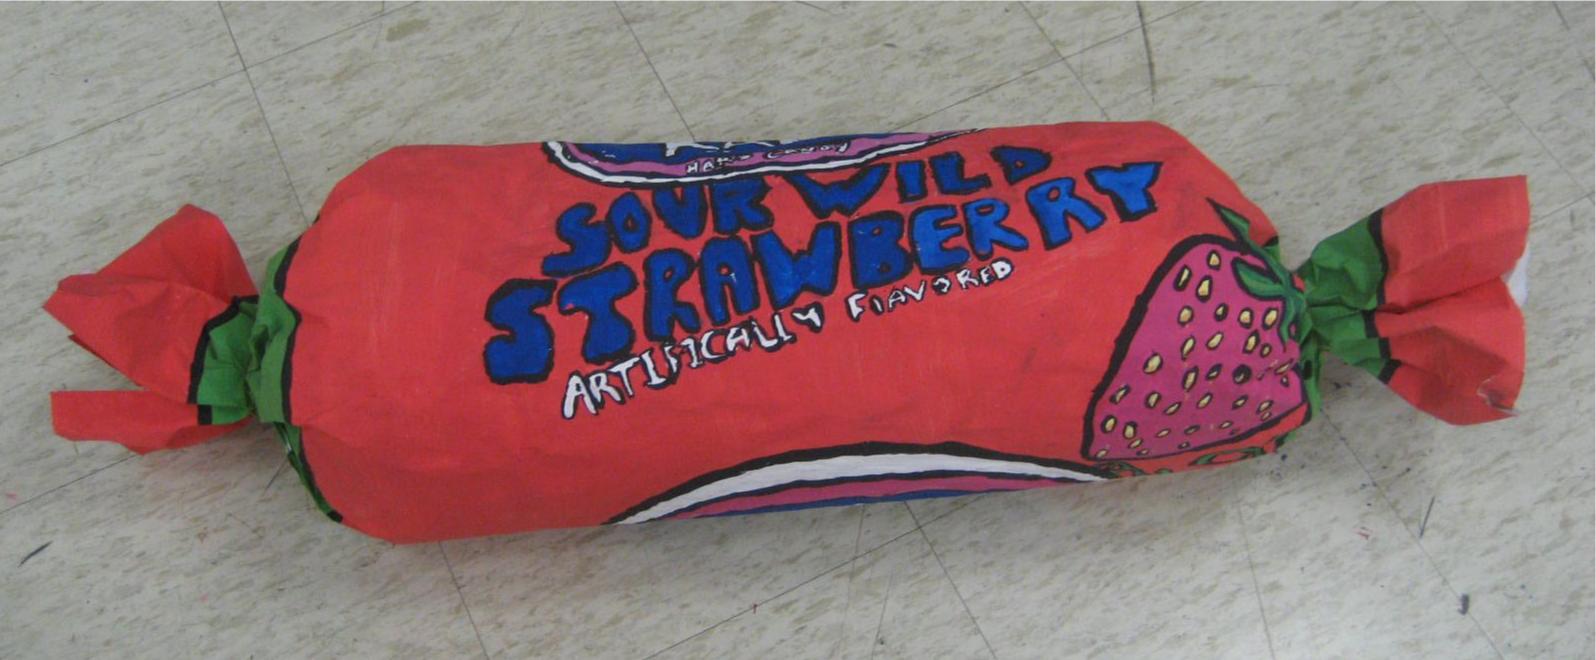 HARD CANDY
SOUR WILD
STRAWBERRY
ARTIFICALLY FLAVORED